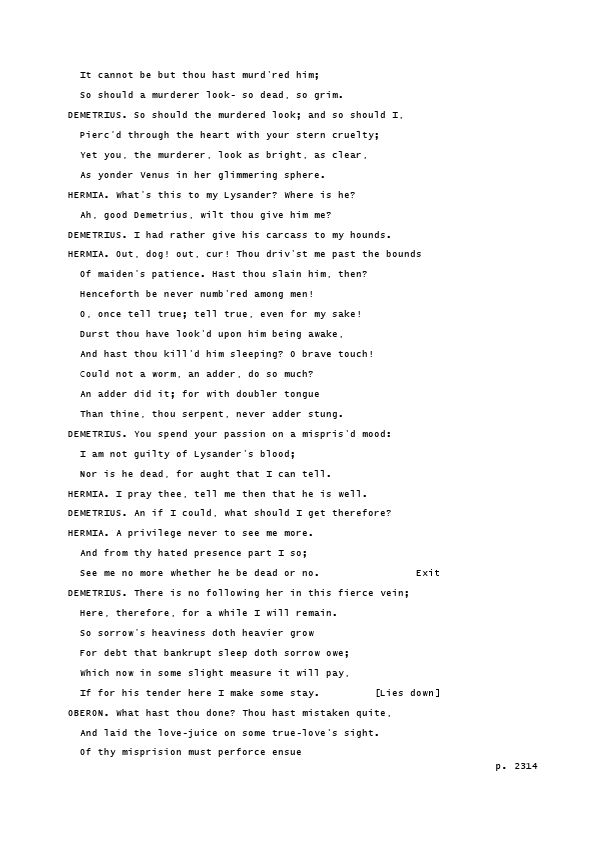 It cannot be but thou hast murd'red him;
So should a murderer look- so dead, so grim.
DEMETRIUS. So should the murdered look; and so should I,
Pierc'd through the heart with your stern cruelty;
Yet you, the murderer, look as bright, as clear,
As yonder Venus in her glimmering sphere.
HERMIA. What's this to my Lysander? Where is he?
Ah, good Demetrius, wilt thou give him me?
DEMETRIUS. I had rather give his carcass to my hounds.
HERMIA. Out, dog! out, cur! Thou driv'st me past the bounds
Of maiden's patience. Hast thou slain him, then?
Henceforth be never numb'red among men!
O, once tell true; tell true, even for my sake!
Durst thou have look'd upon him being awake,
And hast thou kill'd him sleeping? O brave touch!
Could not a worm, an adder, do so much?
An adder did it; for with doubler tongue
Than thine, thou serpent, never adder stung.
DEMETRIUS. You spend your passion on a mispris'd mood:
I am not guilty of Lysander's blood;
Nor is he dead, for aught that I can tell.
HERMIA. I pray thee, tell me then that he is well.
DEMETRIUS. An if I could, what should I get therefore?
HERMIA. A privilege never to see me more.
And from thy hated presence part I so;
See me no more whether he be dead or no. Exit
DEMETRIUS. There is no following her in this fierce vein;
Here, therefore, for a while I will remain.
So sorrow's heaviness doth heavier grow
For debt that bankrupt sleep doth sorrow owe;
Which now in some slight measure it will pay,
If for his tender here I make some stay. [Lies down]
OBERON. What hast thou done? Thou hast mistaken quite,
And laid the love-juice on some true-love's sight.
Of thy misprision must perforce ensue
p. 2314